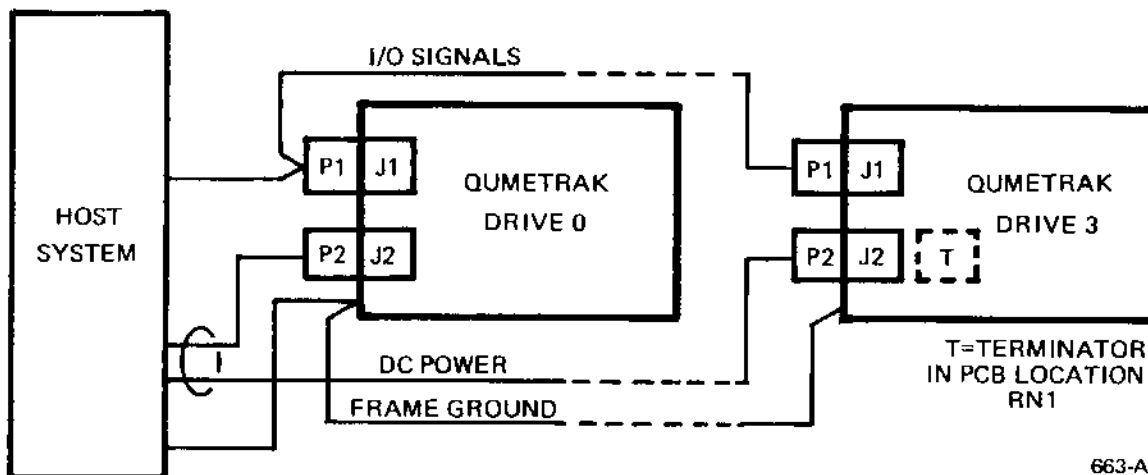 I/O SIGNALS
P1 J1
QUMETRAK
DRIVE 0
P2 J2
HOST
SYSTEM
P1 J1
QUMETRAK
DRIVE 3
P2 J2
T
DC POWER
FRAME GROUND
T=TERMINATOR
IN PCB LOCATION
RN1
663-A